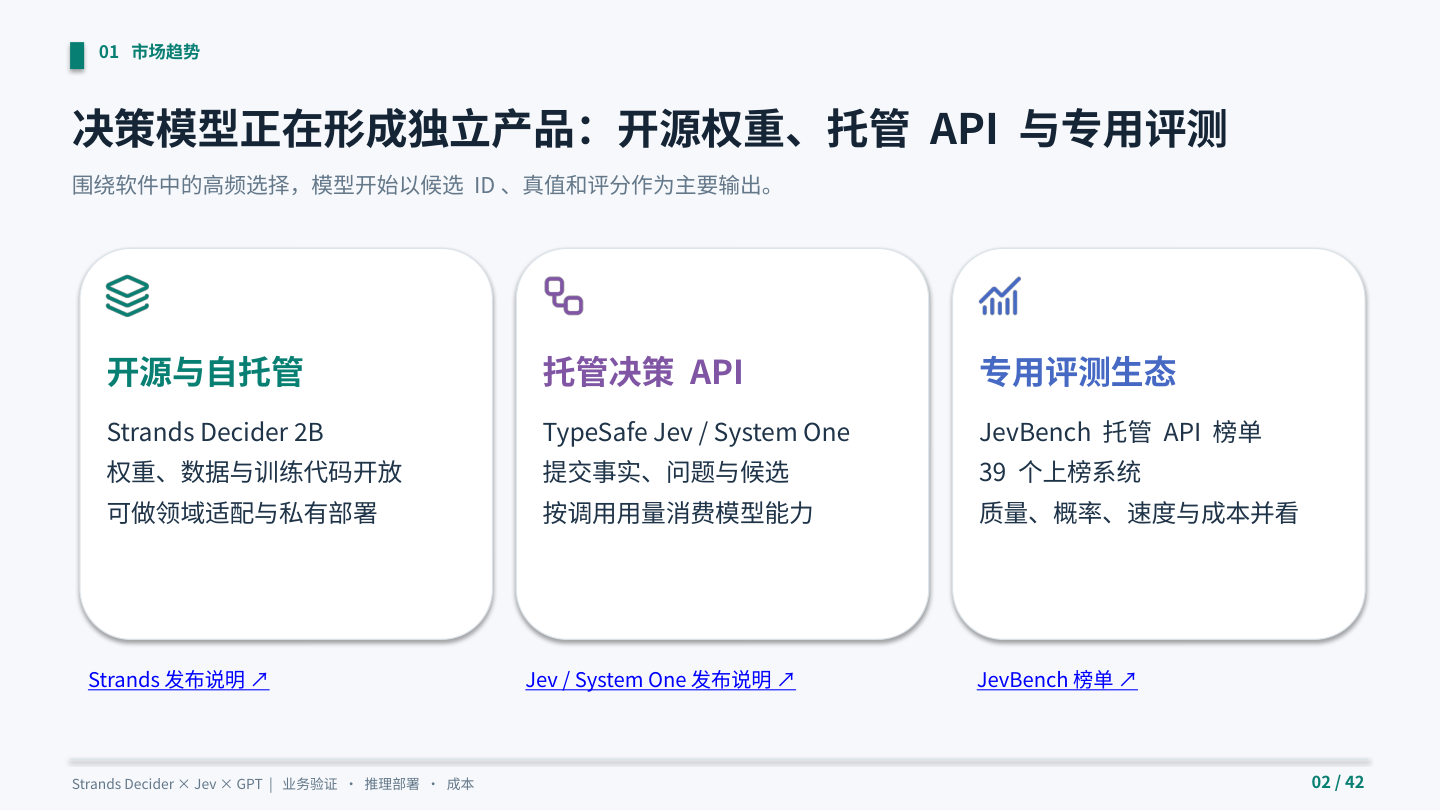 01 市场趋势
决策模型正在形成独立产品：开源权重、托管 API 与专用评测
围绕软件中的高频选择，模型开始以候选 ID 、真值和评分作为主要输出。
开源与自托管
Strands Decider 2B
权重、数据与训练代码开放
可做领域适配与私有部署
Strands 发布说明 ↗
托管决策 API
TypeSafe Jev / System One
提交事实、问题与候选
按调用用量消费模型能力
Jev / System One 发布说明 ↗
专用评测生态
JevBench 托管 API 榜单
39 个上榜系统
质量、概率、速度与成本并看
JevBench 榜单 ↗
Strands Decider × Jev × GPT | 业务验证 · 推理部署 · 成本
02 / 42